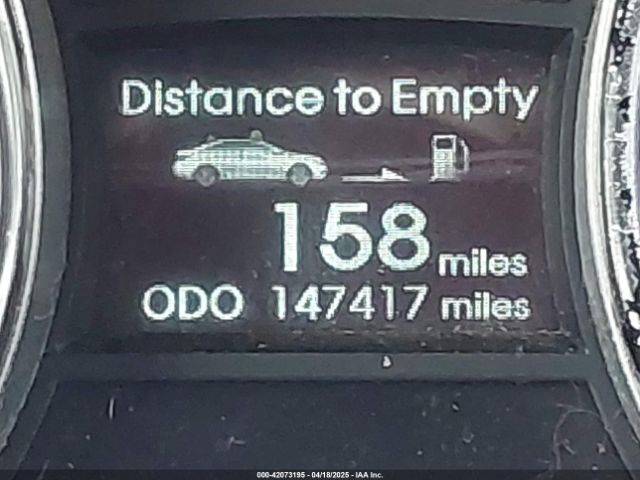 Distance to Empty
158 miles
ODO 147417 miles
000-42073195 - 04/18/2025 - IAA Inc.